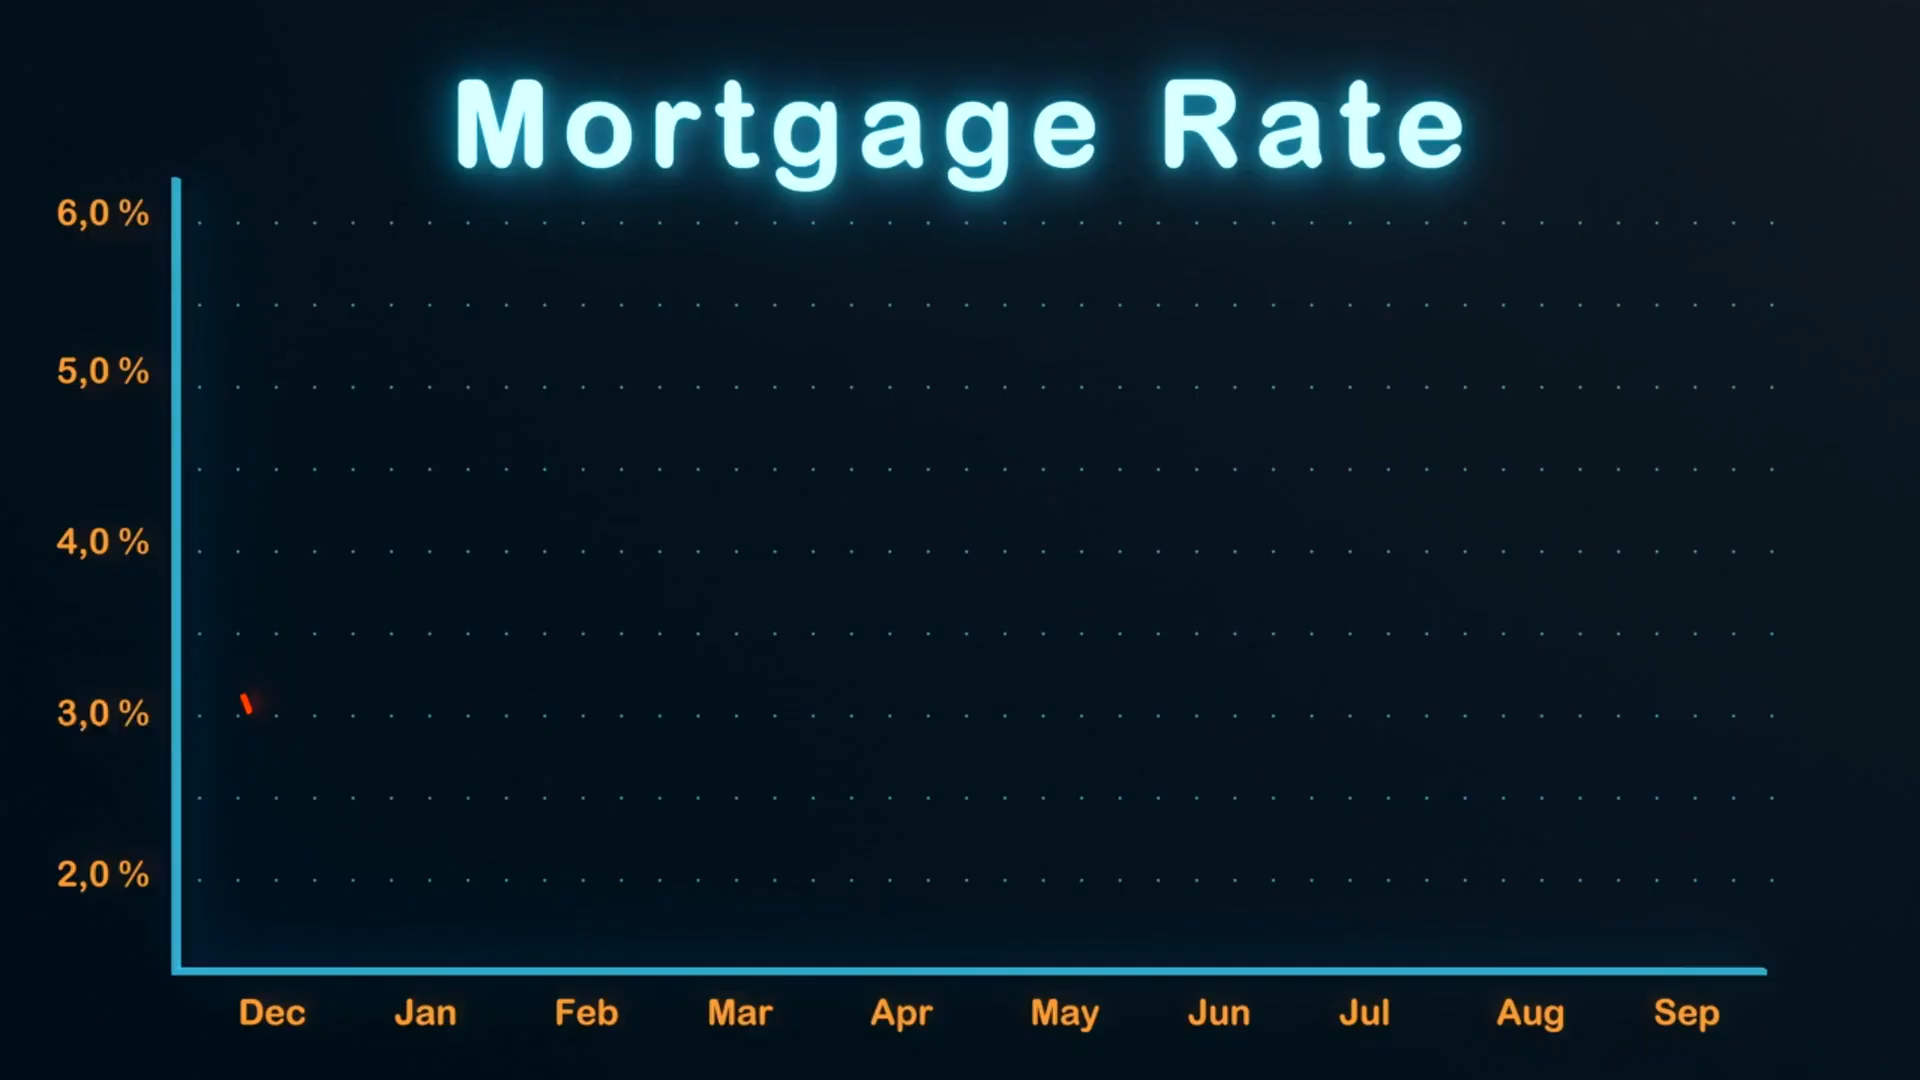 Mortgage Rate
6,0 %
5,0 %
4,0 %
3,0 %
2,0 %
Dec Jan Feb Mar Apr May Jun Jul Aug Sep